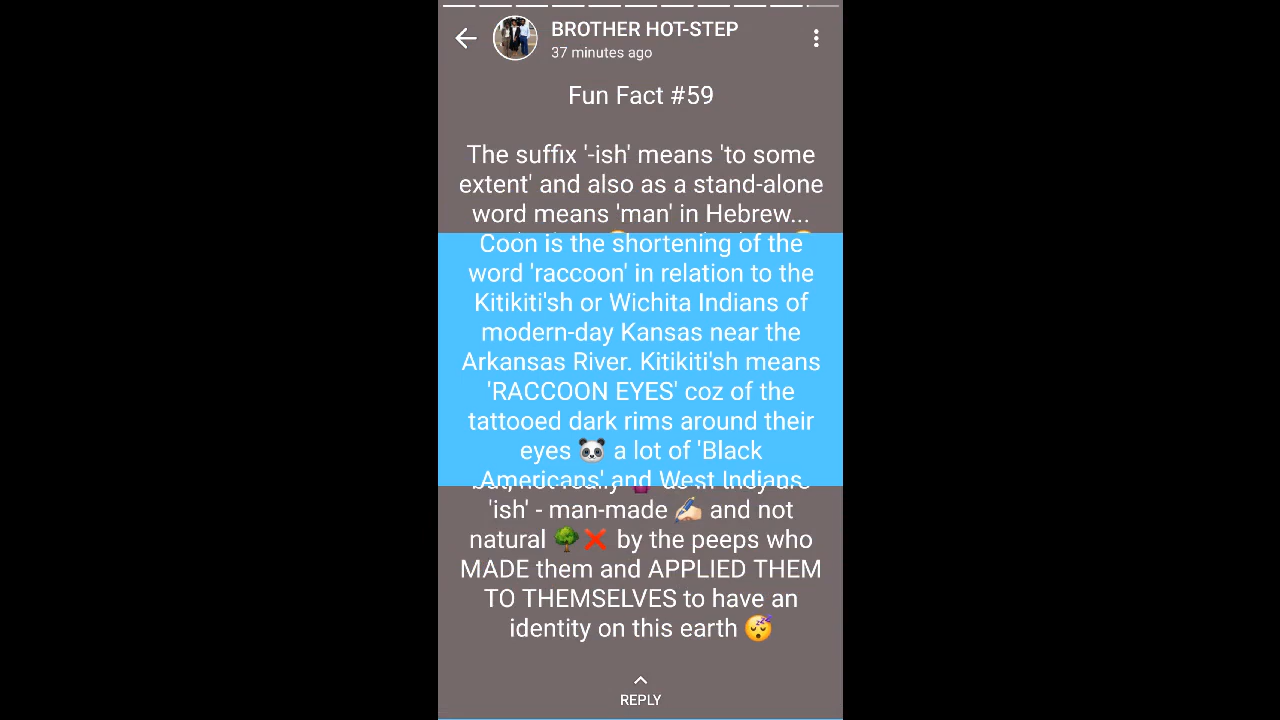 BROTHER HOT-STEP
37 minutes ago
Fun Fact #59
The suffix '-ish' means 'to some
extent' and also as a stand-alone
word means 'man' in Hebrew...
Coon is the shortening of the
word 'raccoon' in relation to the
Kitikiti'sh or Wichita Indians of
modern-day Kansas near the
Arkansas River. Kitikiti'sh means
'RACCOON EYES' coz of the
tattooed dark rims around their
eyes 🐼 a lot of 'Black
Americans' and West Indians
'ish' - man-made ✍🏻 and not
natural 🌳❌ by the peeps who
MADE them and APPLIED THEM
TO THEMSELVES to have an
identity on this earth 😴
REPLY